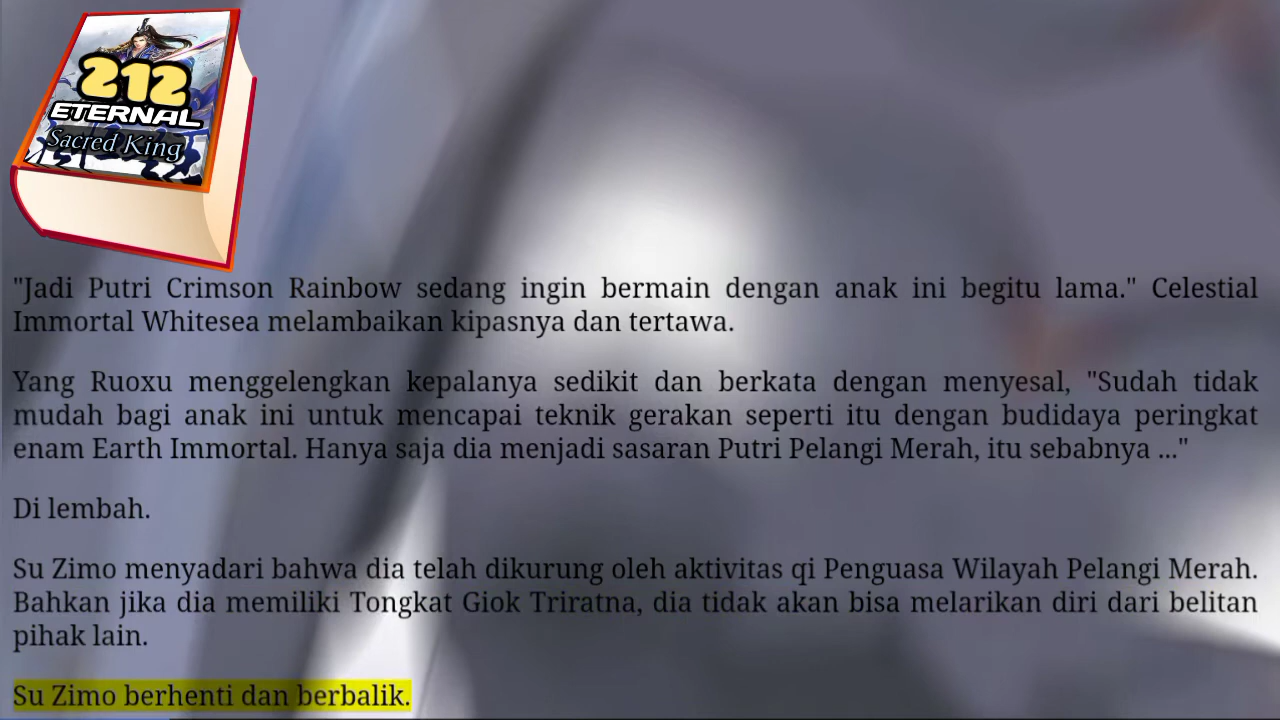 212
ETERNAL
Sacred King
"Jadi Putri Crimson Rainbow sedang ingin bermain dengan anak ini begitu lama." Celestial
Immortal Whitesea melambaikan kipasnya dan tertawa.
Yang Ruoxu menggelengkan kepalanya sedikit dan berkata dengan menyesal, "Sudah tidak
mudah bagi anak ini untuk mencapai teknik gerakan seperti itu dengan budidaya peringkat
enam Earth Immortal. Hanya saja dia menjadi sasaran Putri Pelangi Merah, itu sebabnya ..."
Di lembah.
Su Zimo menyadari bahwa dia telah dikurung oleh aktivitas qi Penguasa Wilayah Pelangi Merah.
Bahkan jika dia memiliki Tongkat Giok Triratna, dia tidak akan bisa melarikan diri dari belitan
pihak lain.
Su Zimo berhenti dan berbalik.